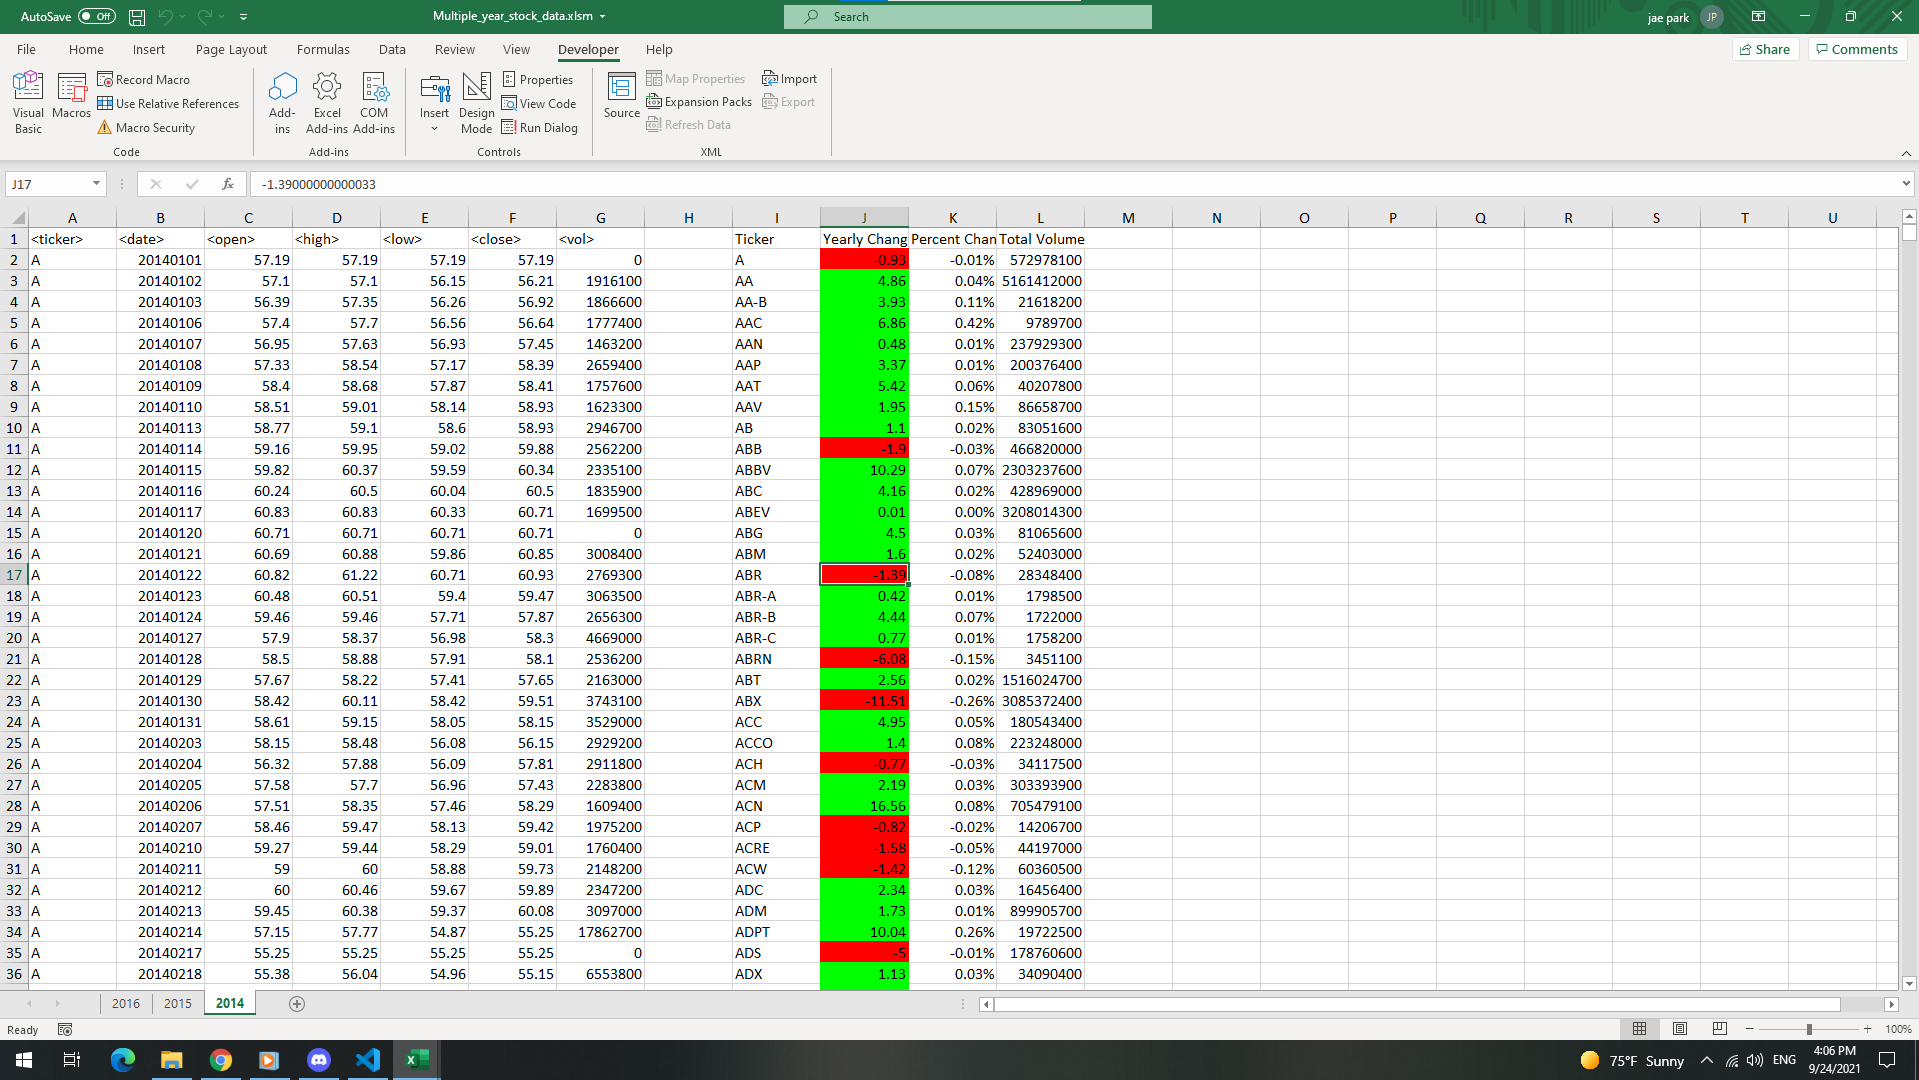 AutoSave Off Multiple_year_stock_data.xlsm Search jae park JP
File Home Insert Page Layout Formulas Data Review View Developer Help Share Comments
Visual Basic Macros Record Macro Use Relative References Macro Security Code
Add-ins Excel Add-ins COM Add-ins Add-ins
Insert Design Mode Properties View Code Run Dialog Controls
Source Map Properties Expansion Packs Refresh Data Import Export XML
J17 fx -1.39000000000033
A B C D E F G H I J K L M N O P Q R S T U
1 <ticker> <date> <open> <high> <low> <close> <vol> Ticker Yearly Chang Percent Chan Total Volume
2 A 20140101 57.19 57.19 57.19 57.19 0 A -0.93 -0.01% 572978100
3 A 20140102 57.1 57.1 56.15 56.21 1916100 AA 4.86 0.04% 5161412000
4 A 20140103 56.39 57.35 56.26 56.92 1866600 AA-B 3.93 0.11% 21618200
5 A 20140106 57.4 57.7 56.56 56.64 1777400 AAC 6.86 0.42% 9789700
6 A 20140107 56.95 57.63 56.93 57.45 1463200 AAN 0.48 0.01% 237929300
7 A 20140108 57.33 58.54 57.17 58.39 2659400 AAP 3.37 0.01% 200376400
8 A 20140109 58.4 58.68 57.87 58.41 1757600 AAT 5.42 0.06% 40207800
9 A 20140110 58.51 59.01 58.14 58.93 1623300 AAV 1.95 0.15% 86658700
10 A 20140113 58.77 59.1 58.6 58.93 2946700 AB 1.1 0.02% 83051600
11 A 20140114 59.16 59.95 59.02 59.88 2562200 ABB -1.9 -0.03% 466820000
12 A 20140115 59.82 60.37 59.59 60.34 2335100 ABBV 10.29 0.07% 2303237600
13 A 20140116 60.24 60.5 60.04 60.5 1835900 ABC 4.16 0.02% 428969000
14 A 20140117 60.83 60.83 60.33 60.71 1699500 ABEV 0.01 0.00% 3208014300
15 A 20140120 60.71 60.71 60.71 60.71 0 ABG 4.5 0.03% 81065600
16 A 20140121 60.69 60.88 59.86 60.85 3008400 ABM 1.6 0.02% 52403000
17 A 20140122 60.82 61.22 60.71 60.93 2769300 ABR -1.39 -0.08% 28348400
18 A 20140123 60.48 60.51 59.4 59.47 3063500 ABR-A 0.42 0.01% 1798500
19 A 20140124 59.46 59.46 57.71 57.87 2656300 ABR-B 4.44 0.07% 1722000
20 A 20140127 57.9 58.37 56.98 58.3 4669000 ABR-C 0.77 0.01% 1758200
21 A 20140128 58.5 58.88 57.91 58.1 2536200 ABRN -6.08 -0.15% 3451100
22 A 20140129 57.67 58.22 57.41 57.65 2163000 ABT 2.56 0.02% 1516024700
23 A 20140130 58.42 60.11 58.42 59.51 3743100 ABX -11.51 -0.26% 3085372400
24 A 20140131 58.61 59.15 58.05 58.15 3529000 ACC 4.95 0.05% 180543400
25 A 20140203 58.15 58.48 56.08 56.15 2929200 ACCO 1.4 0.08% 223248000
26 A 20140204 56.32 57.88 56.09 57.81 2911800 ACH -0.77 -0.03% 34117500
27 A 20140205 57.58 57.7 56.96 57.43 2283800 ACM 2.19 0.03% 303393900
28 A 20140206 57.51 58.35 57.46 58.29 1609400 ACN 16.56 0.08% 705479100
29 A 20140207 58.46 59.47 58.13 59.42 1975200 ACP -0.82 -0.02% 14206700
30 A 20140210 59.27 59.44 58.29 59.01 1760400 ACRE -1.58 -0.05% 44197000
31 A 20140211 59 60 58.88 59.73 2148200 ACW -1.42 -0.12% 60360500
32 A 20140212 60 60.46 59.67 59.89 2347200 ADC 2.34 0.03% 16456400
33 A 20140213 59.45 60.38 59.37 60.08 3097000 ADM 1.73 0.01% 899905700
34 A 20140214 57.15 57.77 54.87 55.25 17862700 ADPT 10.04 0.26% 19722500
35 A 20140217 55.25 55.25 55.25 55.25 0 ADS -5 -0.01% 178760600
36 A 20140218 55.38 56.04 54.96 55.15 6553800 ADX 1.13 0.03% 34090400
2016 2015 2014
Ready 100%
75°F Sunny ENG 4:06 PM
9/24/2021